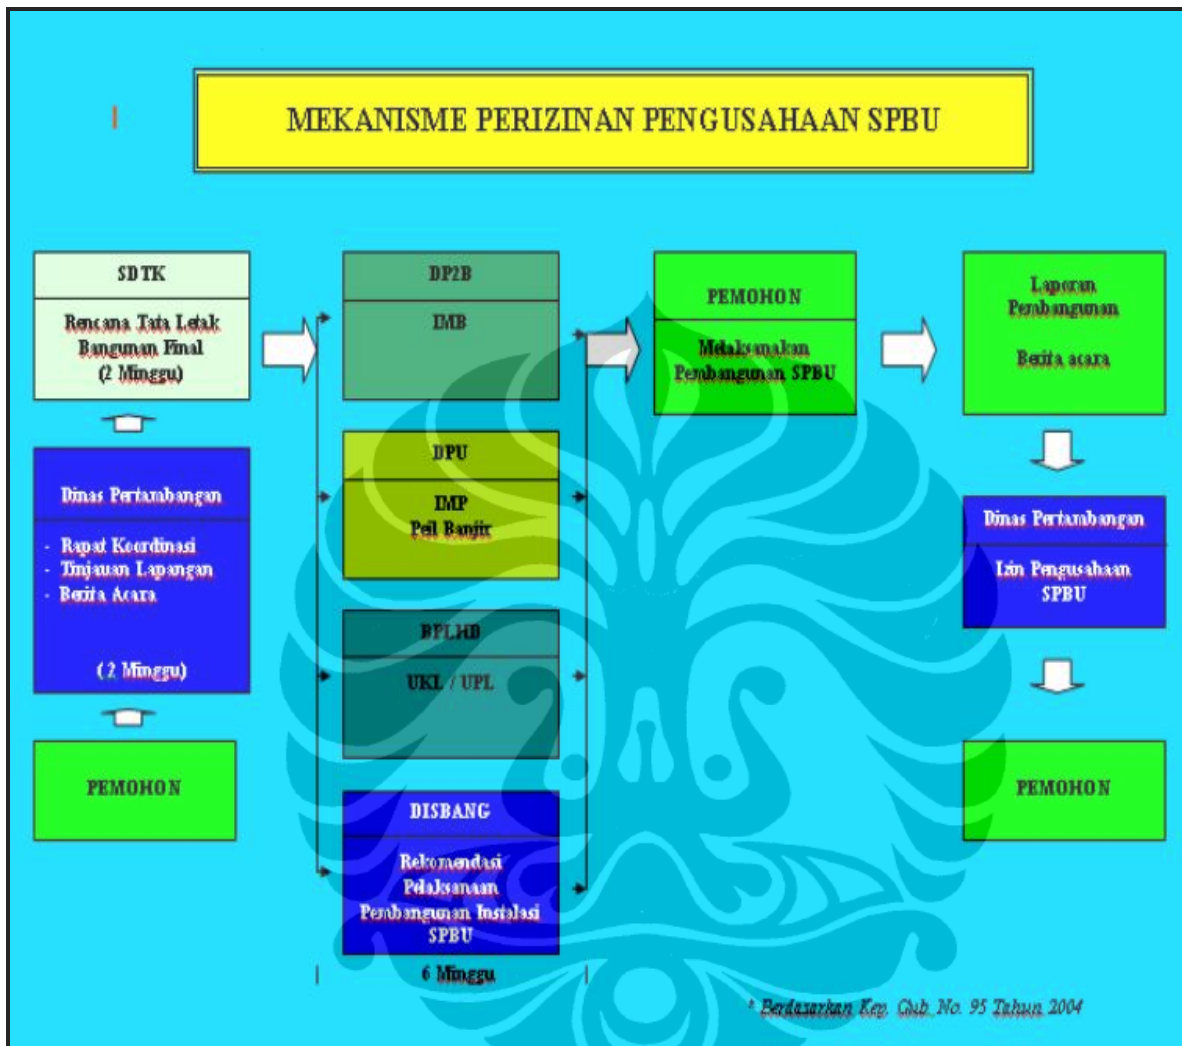 MEKANISME PERIZINAN PENGUSAHAAN SPBU
SDTK
Rencana Tata Letak
Bangunan Final
(2 Minggu)
Dinas Pertambangan
- Rapat Koordinasi
- Tinjauan Lapangan
- Berita Acara
(2 Minggu)
PEMOHON
DP2B
IMB
DPU
IMP
Peil Banjir
BPLHD
UKL / UPL
DISBANG
Rekomendasi
Pelaksanaan
Pembangunan Instalasi
SPBU
6 Minggu
PEMOHON
Melaksanakan
Pembangunan SPBU
Laporan
Pembangunan
Berita acara
Dinas Pertambangan
Izin Pengusahaan
SPBU
PEMOHON
* Berdasarkan Kep. Gub. No. 95 Tahun 2004